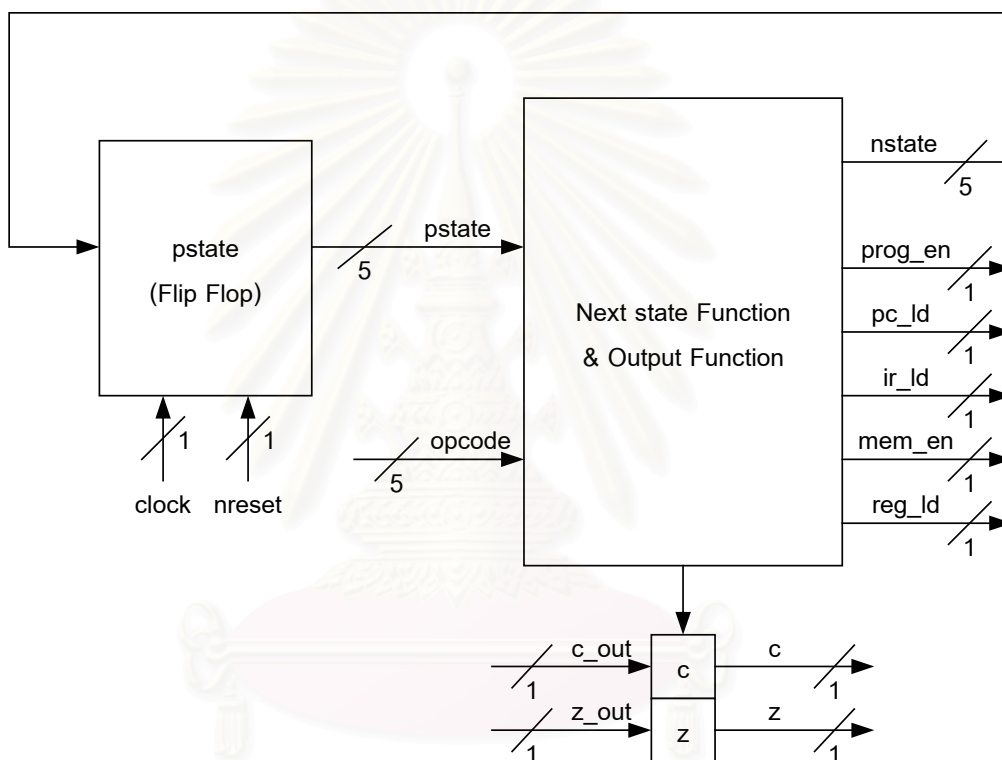 nstate
5
pstate
(Flip Flop)
pstate
5
Next state Function
& Output Function
prog_en
1
pc_ld
1
ir_ld
1
mem_en
1
reg_ld
1
opcode
5
1
1
clock
nreset
c_out
1
c
c
1
z_out
1
z
z
1